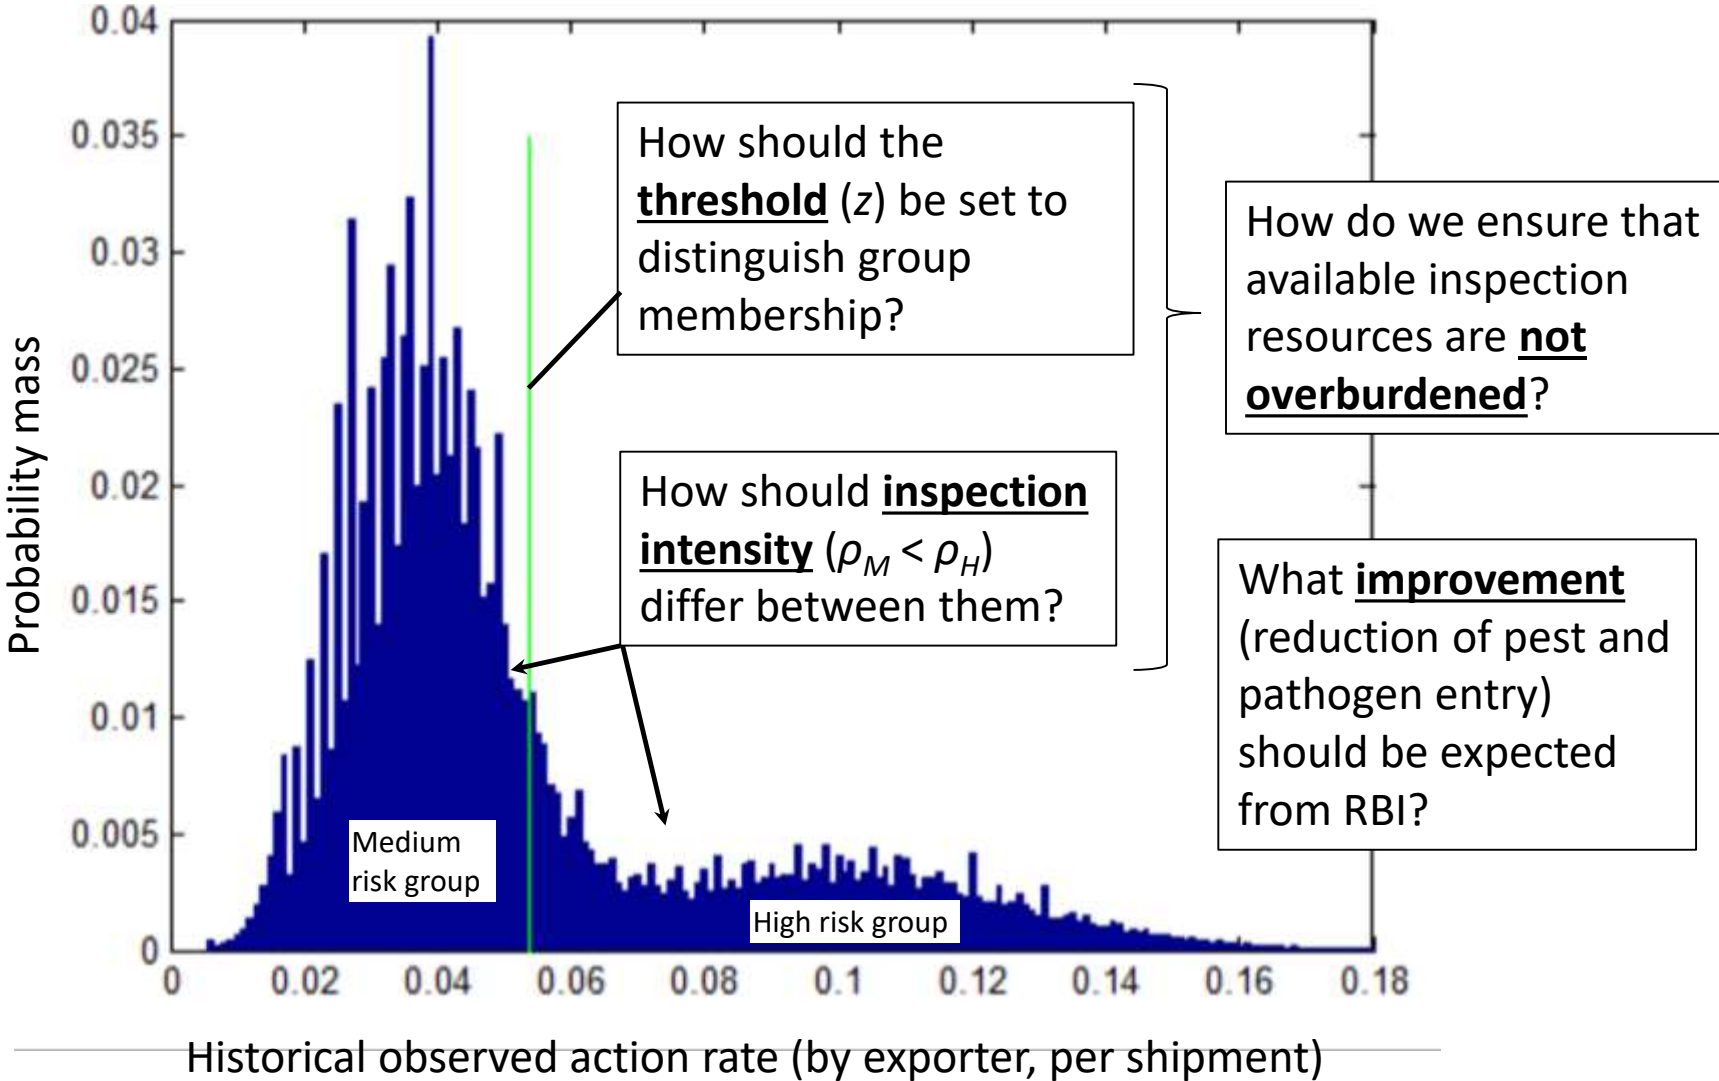 0.04
0.035
0.03
0.025
0.02
0.015
0.01
0.005
0
Probability mass
0
0.02
0.04
0.06
0.08
0.1
0.12
0.14
0.16
0.18
Historical observed action rate (by exporter, per shipment)
How should the
threshold (z) be set to
distinguish group
membership?
How should inspection
intensity (ρM < ρH)
differ between them?
Medium
risk group
High risk group
How do we ensure that
available inspection
resources are not
overburdened?
What improvement
(reduction of pest and
pathogen entry)
should be expected
from RBI?